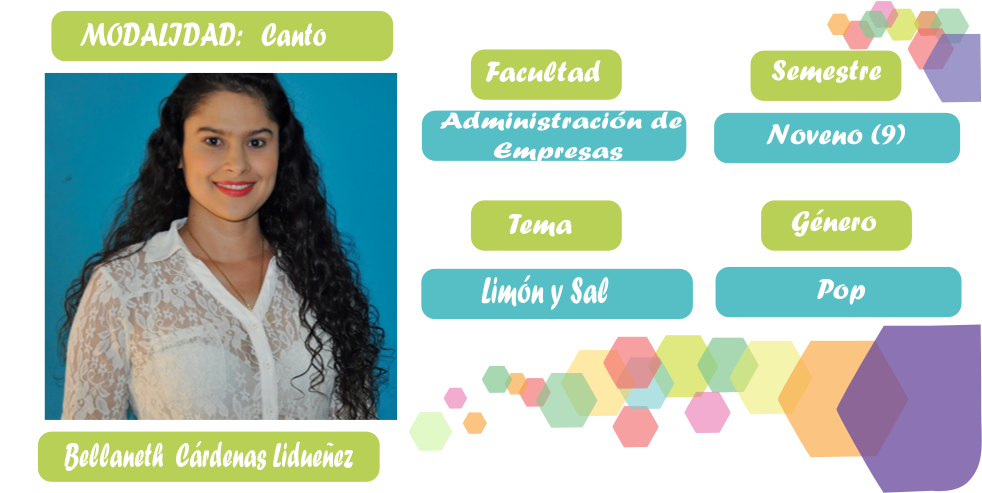 MODALIDAD: Canto
Facultad
Semestre
Administración de
Empresas
Noveno (9)
Tema
Género
Limón y Sal
Pop
Bellaneth Cárdenas Lidueñez